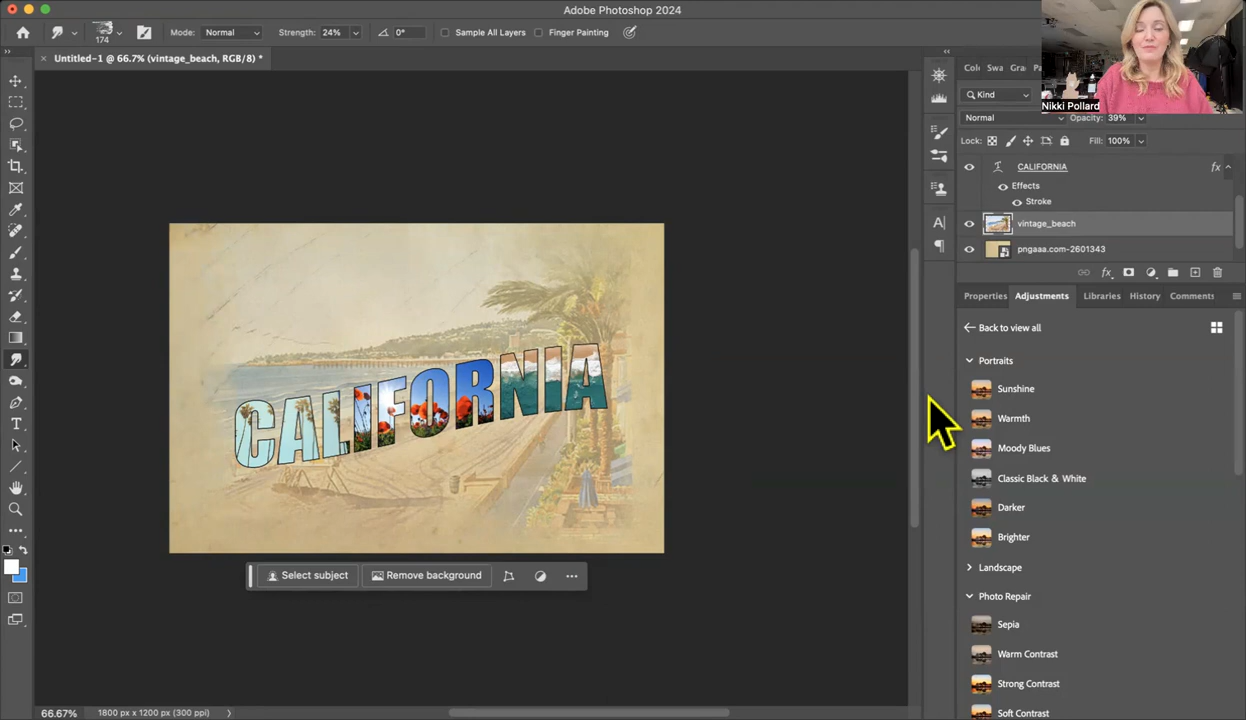 Adobe Photoshop 2024
174
Mode: Normal
Strength: 24%
0°
Sample All Layers
Finger Painting
Untitled-1 @ 66.7% (vintage_beach, RGB/8) *
Nikki Pollard
Kind
Normal
Opacity: 39%
Lock:
Fill: 100%
CALIFORNIA
fx
Effects
Stroke
vintage_beach
pngaaa.com-2601343
fx
Properties
Adjustments
Libraries
History
Comments
Back to view all
Portraits
Sunshine
Warmth
Moody Blues
Classic Black & White
Darker
Brighter
Landscape
Photo Repair
Sepia
Warm Contrast
Strong Contrast
Soft Contrast
CALIFORNIA
Select subject
Remove background
66.67%
1800 px x 1200 px (300 ppi)